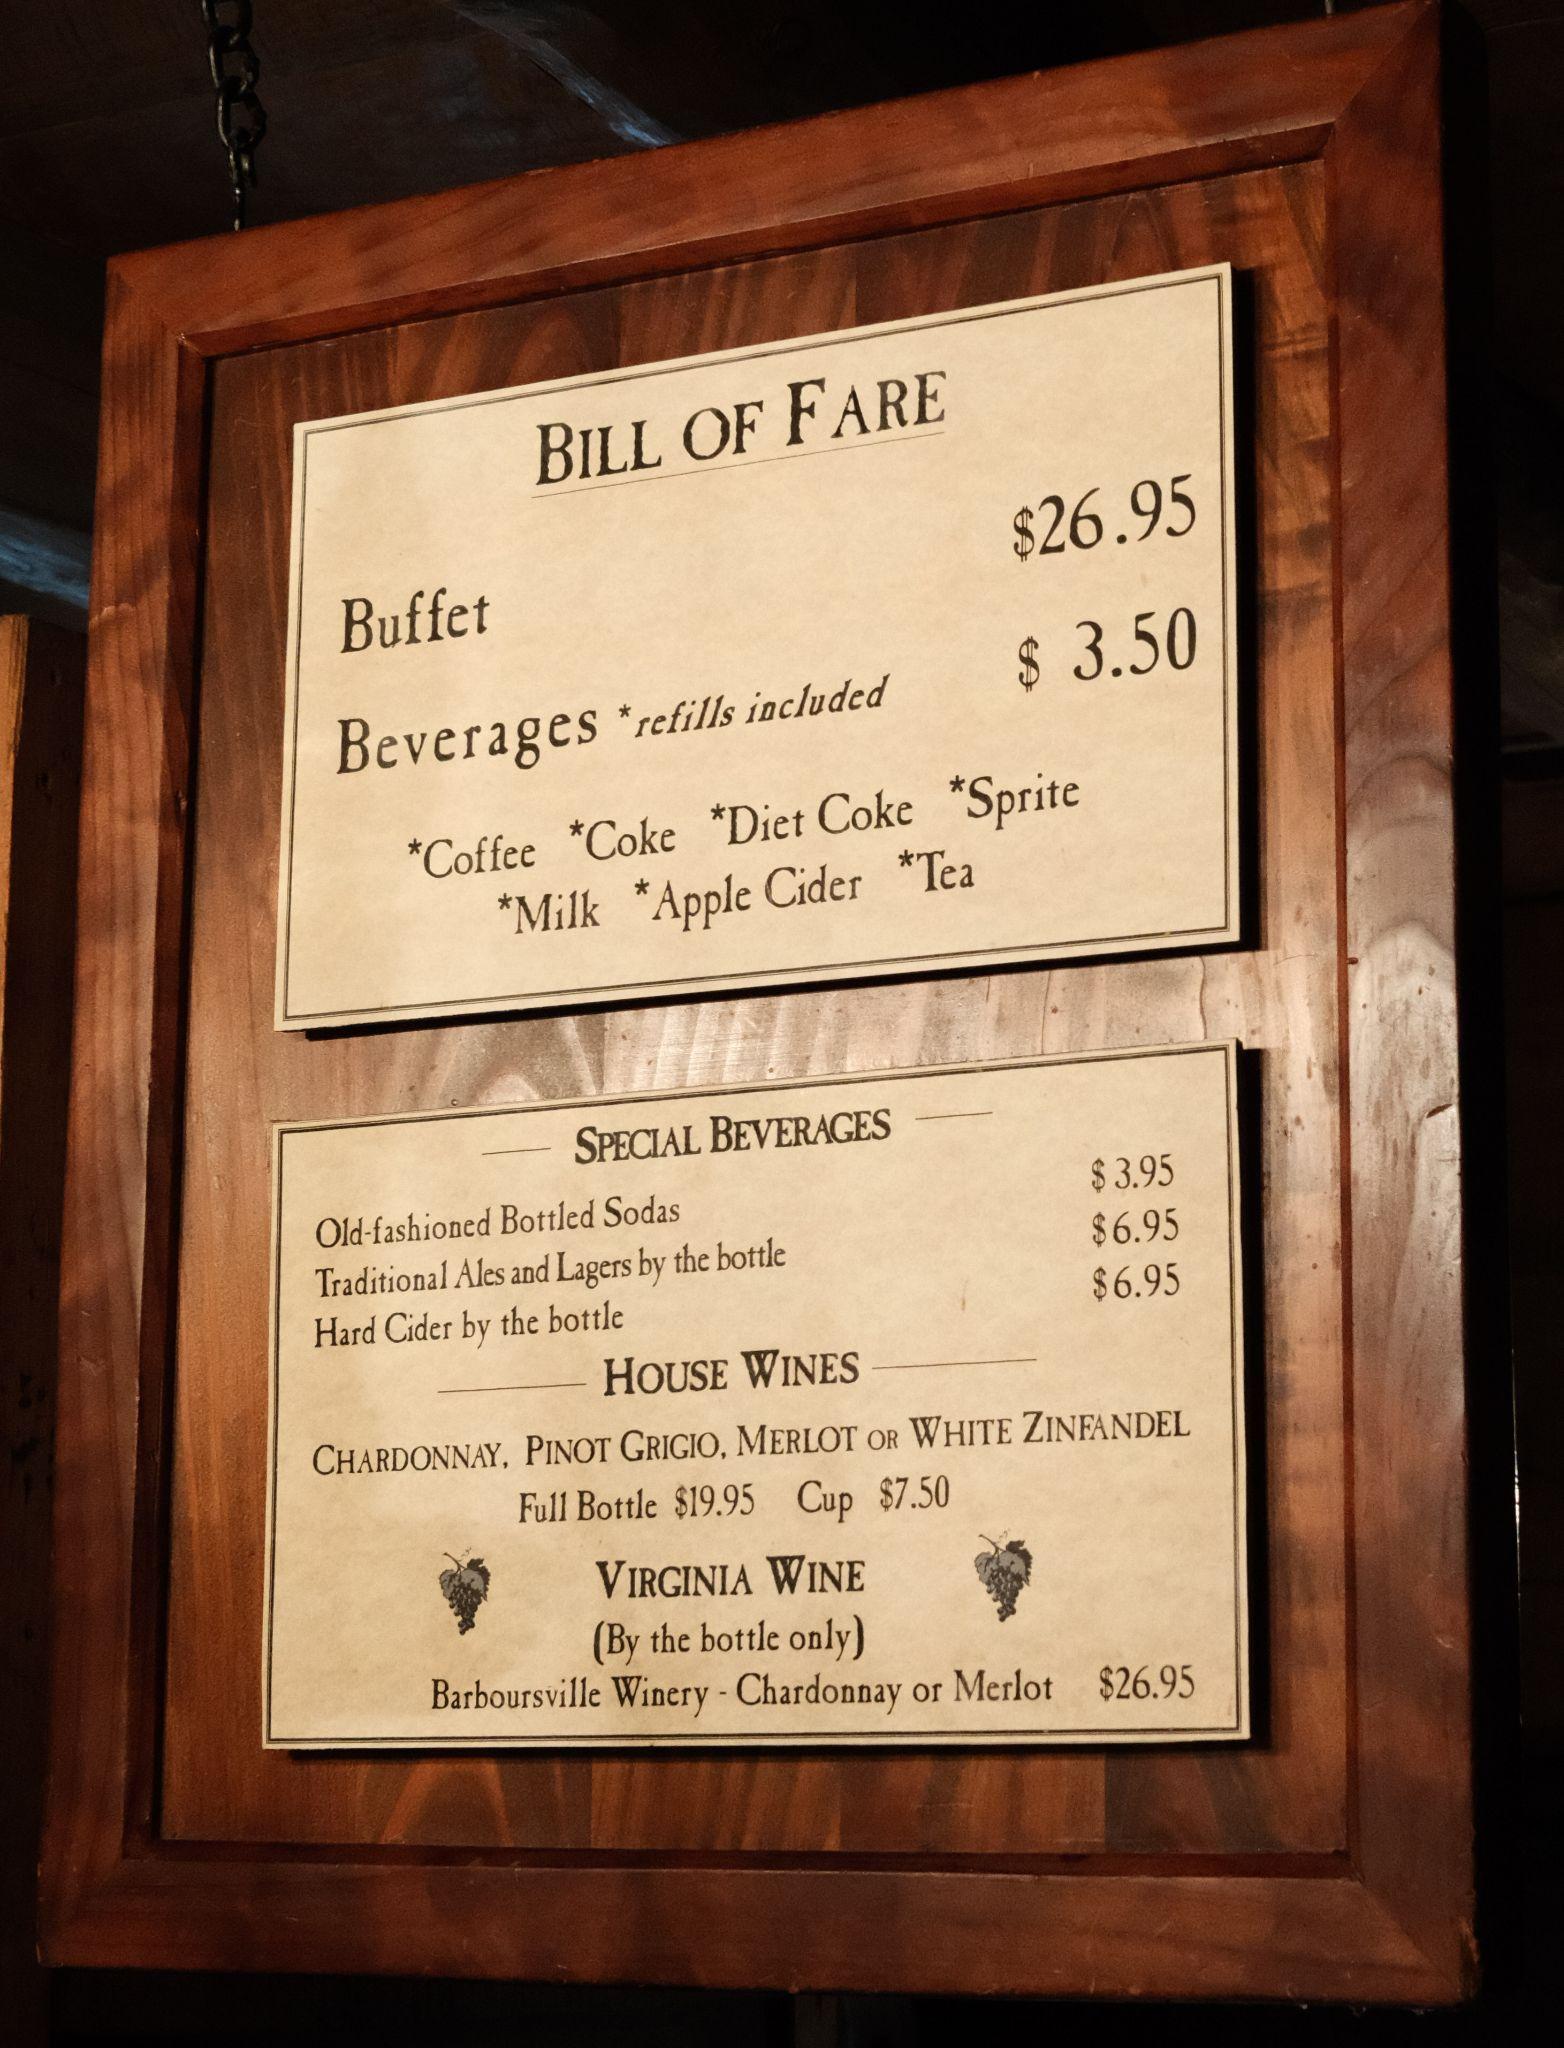 BILL OF FARE
Buffet $26.95
Beverages *refills included $ 3.50
*Coffee *Coke *Diet Coke *Sprite
*Milk *Apple Cider *Tea
SPECIAL BEVERAGES
Old-fashioned Bottled Sodas $ 3.95
Traditional Ales and Lagers by the bottle $6.95
Hard Cider by the bottle $6.95
HOUSE WINES
CHARDONNAY, PINOT GRIGIO, MERLOT OR WHITE ZINFANDEL
Full Bottle $19.95 Cup $7.50
VIRGINIA WINE
(By the bottle only)
Barboursville Winery - Chardonnay or Merlot $26.95